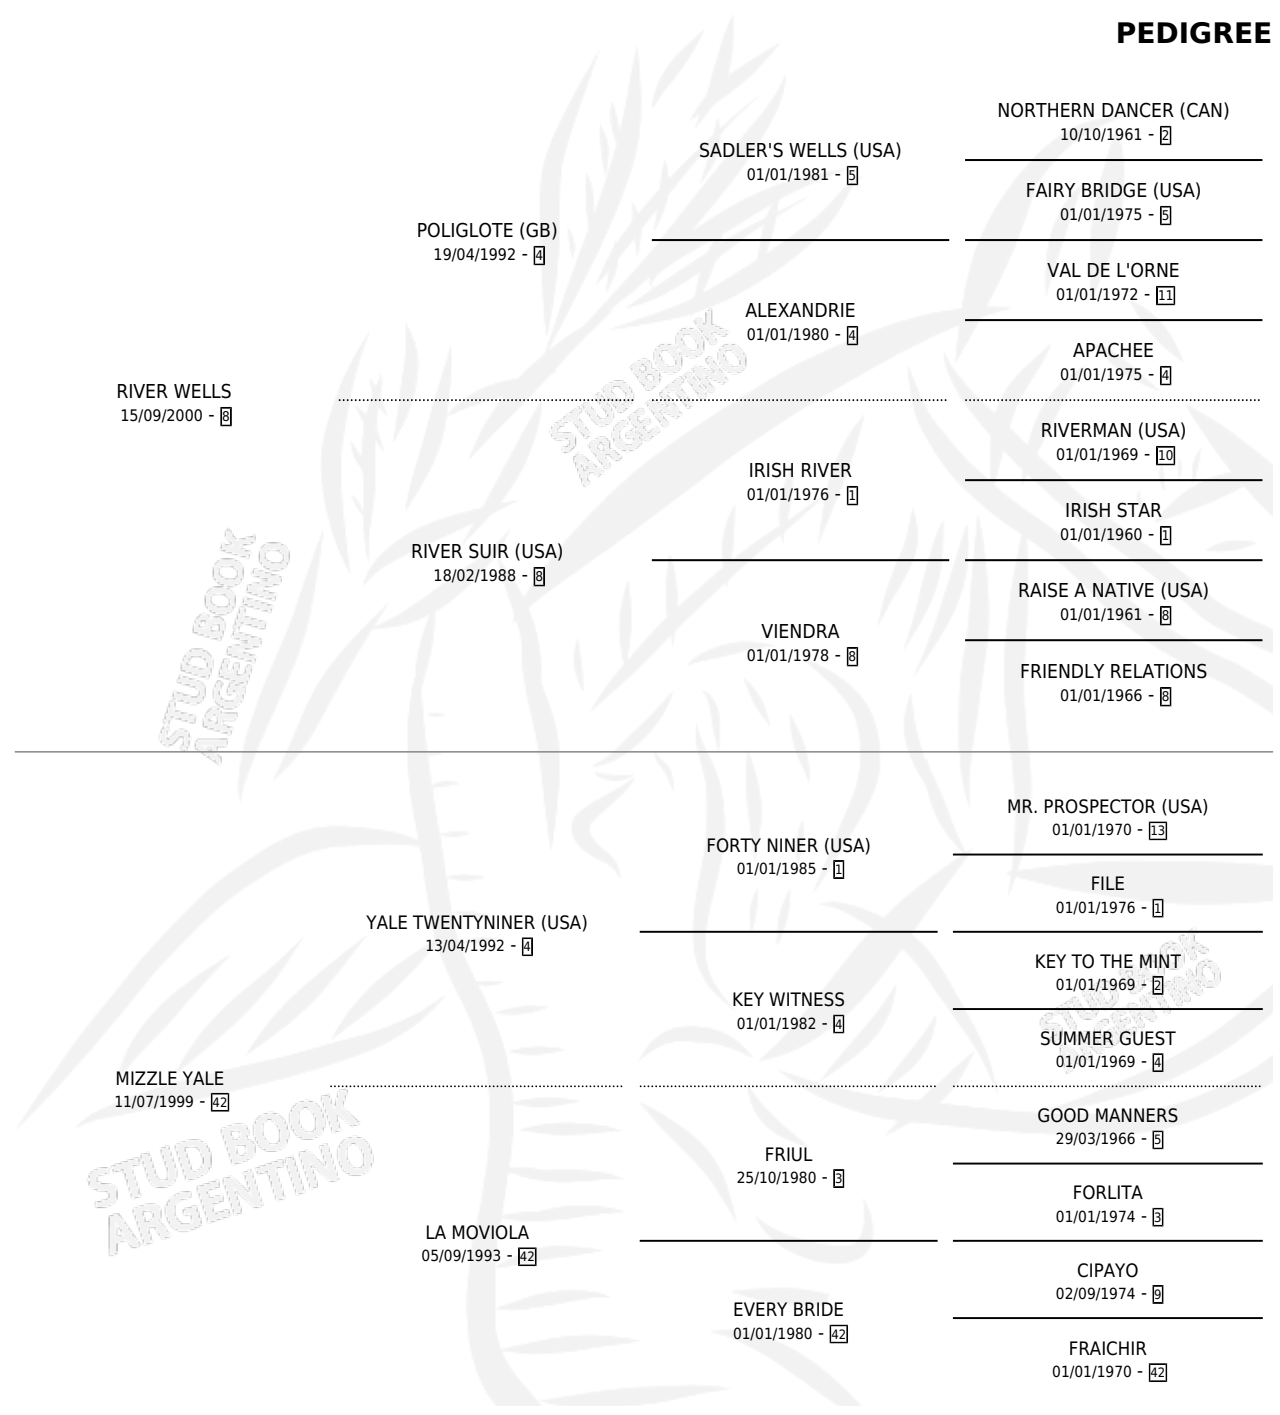 PEDIGREE
NORTHERN DANCER (CAN)
10/10/1961 - 2
SADLER'S WELLS (USA)
01/01/1981 - 5
FAIRY BRIDGE (USA)
01/01/1975 - 5
POLIGLOTE (GB)
19/04/1992 - 4
VAL DE L'ORNE
01/01/1972 - 11
ALEXANDRIE
01/01/1980 - 4
APACHEE
01/01/1975 - 4
RIVER WELLS
15/09/2000 - 8
RIVERMAN (USA)
01/01/1969 - 10
IRISH RIVER
01/01/1976 - 1
IRISH STAR
01/01/1960 - 1
RIVER SUIR (USA)
18/02/1988 - 8
RAISE A NATIVE (USA)
01/01/1961 - 8
VIENDRA
01/01/1978 - 8
FRIENDLY RELATIONS
01/01/1966 - 8
MR. PROSPECTOR (USA)
01/01/1970 - 13
FORTY NINER (USA)
01/01/1985 - 1
FILE
01/01/1976 - 1
YALE TWENTYNINER (USA)
13/04/1992 - 4
KEY TO THE MINT
01/01/1969 - 2
KEY WITNESS
01/01/1982 - 4
SUMMER GUEST
01/01/1969 - 4
MIZZLE YALE
11/07/1999 - 42
GOOD MANNERS
29/03/1966 - 5
FRIUL
25/10/1980 - 3
FORLITA
01/01/1974 - 3
LA MOVIOLA
05/09/1993 - 42
CIPAYO
02/09/1974 - 9
EVERY BRIDE
01/01/1980 - 42
FRAICHIR
01/01/1970 - 42
STUD BOOK
ARGENTINO
STUD BOOK
ARGENTINO
STUD BOOK
ARGENTINO
STUD BOOK
ARGENTINO